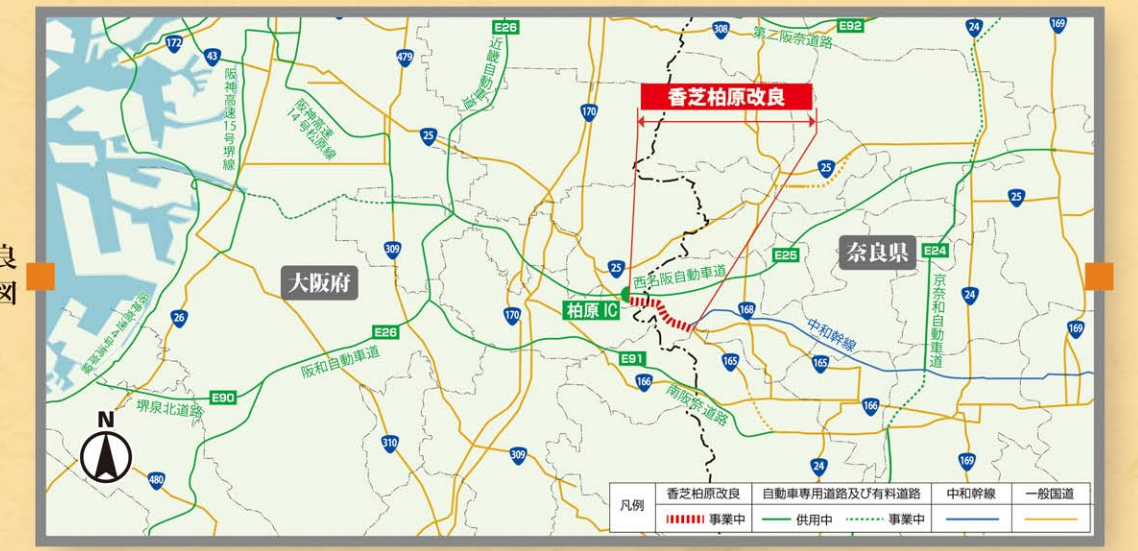 良
図
172
43
E26
479
近畿自動車道
308
第二阪奈道路
E92
24
169
阪神高速15号堺線
阪神高速
14号松原線
25
170
香芝柏原改良
25
25
大阪府
309
25
西名阪自動車道
E25
奈良県
E24
柏原 IC
168
中和幹線
24
京奈和自動車道
26
170
E26
阪和自動車道
E91
165
165
169
166
南阪奈道路
166
E90
堺泉北道路
N
310
309
24
169
480
凡例
香芝柏原改良
事業中
自動車専用道路及び有料道路
供用中
事業中
中和幹線
一般国道